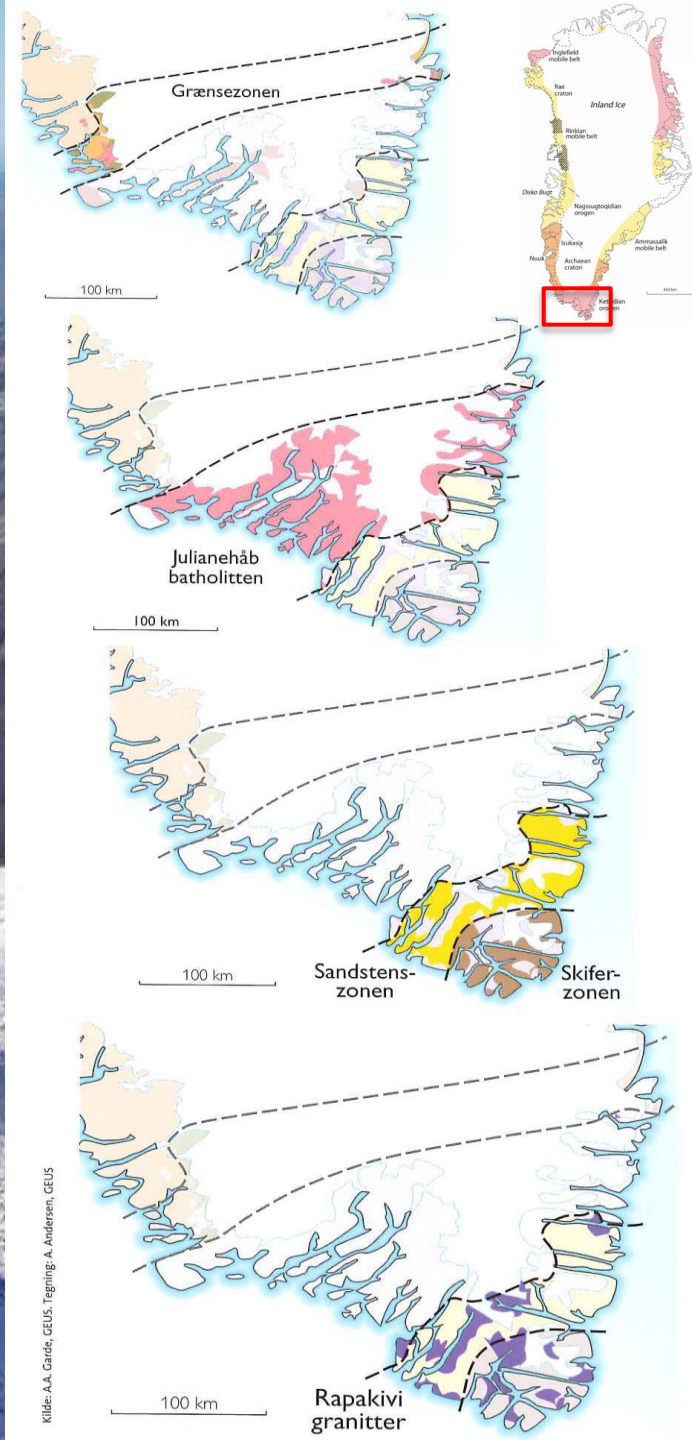 Grænsezonen
100 km
Inglefield
mobile belt
Rae
craton
Inland Ice
Rinkian
mobile belt
Disko Bugt
Nagssugtoqidian
orogen
Isukasia
Nuuk
Archaean
craton
Ammassalik
mobile belt
Ketilidian
orogen
400 km
Julianehåb
batholitten
100 km
100 km
Sandstens-
zonen
Skifer-
zonen
100 km
Rapakivi
granitter
Kilde: A.A. Garde, GEUS. Tegning: A. Andersen, GEUS